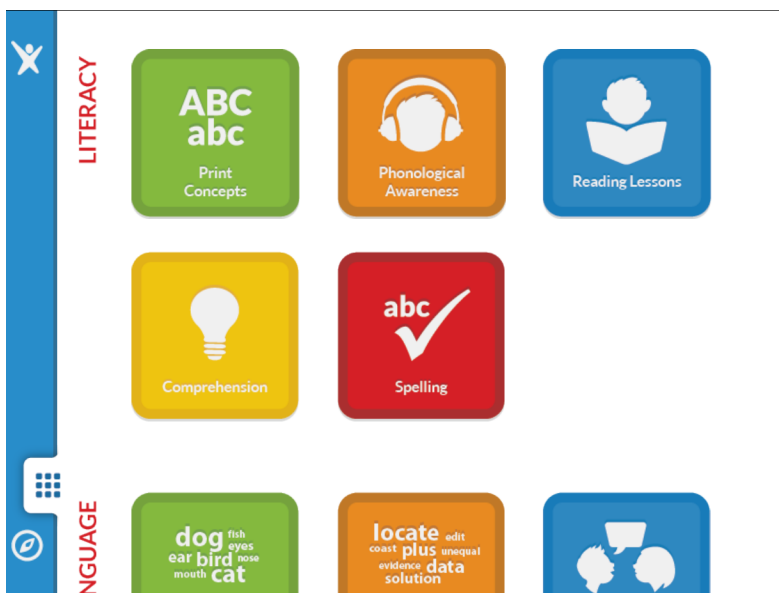 LITERACY
ABC
abc
Print
Concepts
Phonological
Awareness
Reading Lessons
Comprehension
abc
Spelling
NGUAGE
dog fish
eyes
ear bird nose
mouth cat
locate edit
coast plus unequal
evidence data
solution